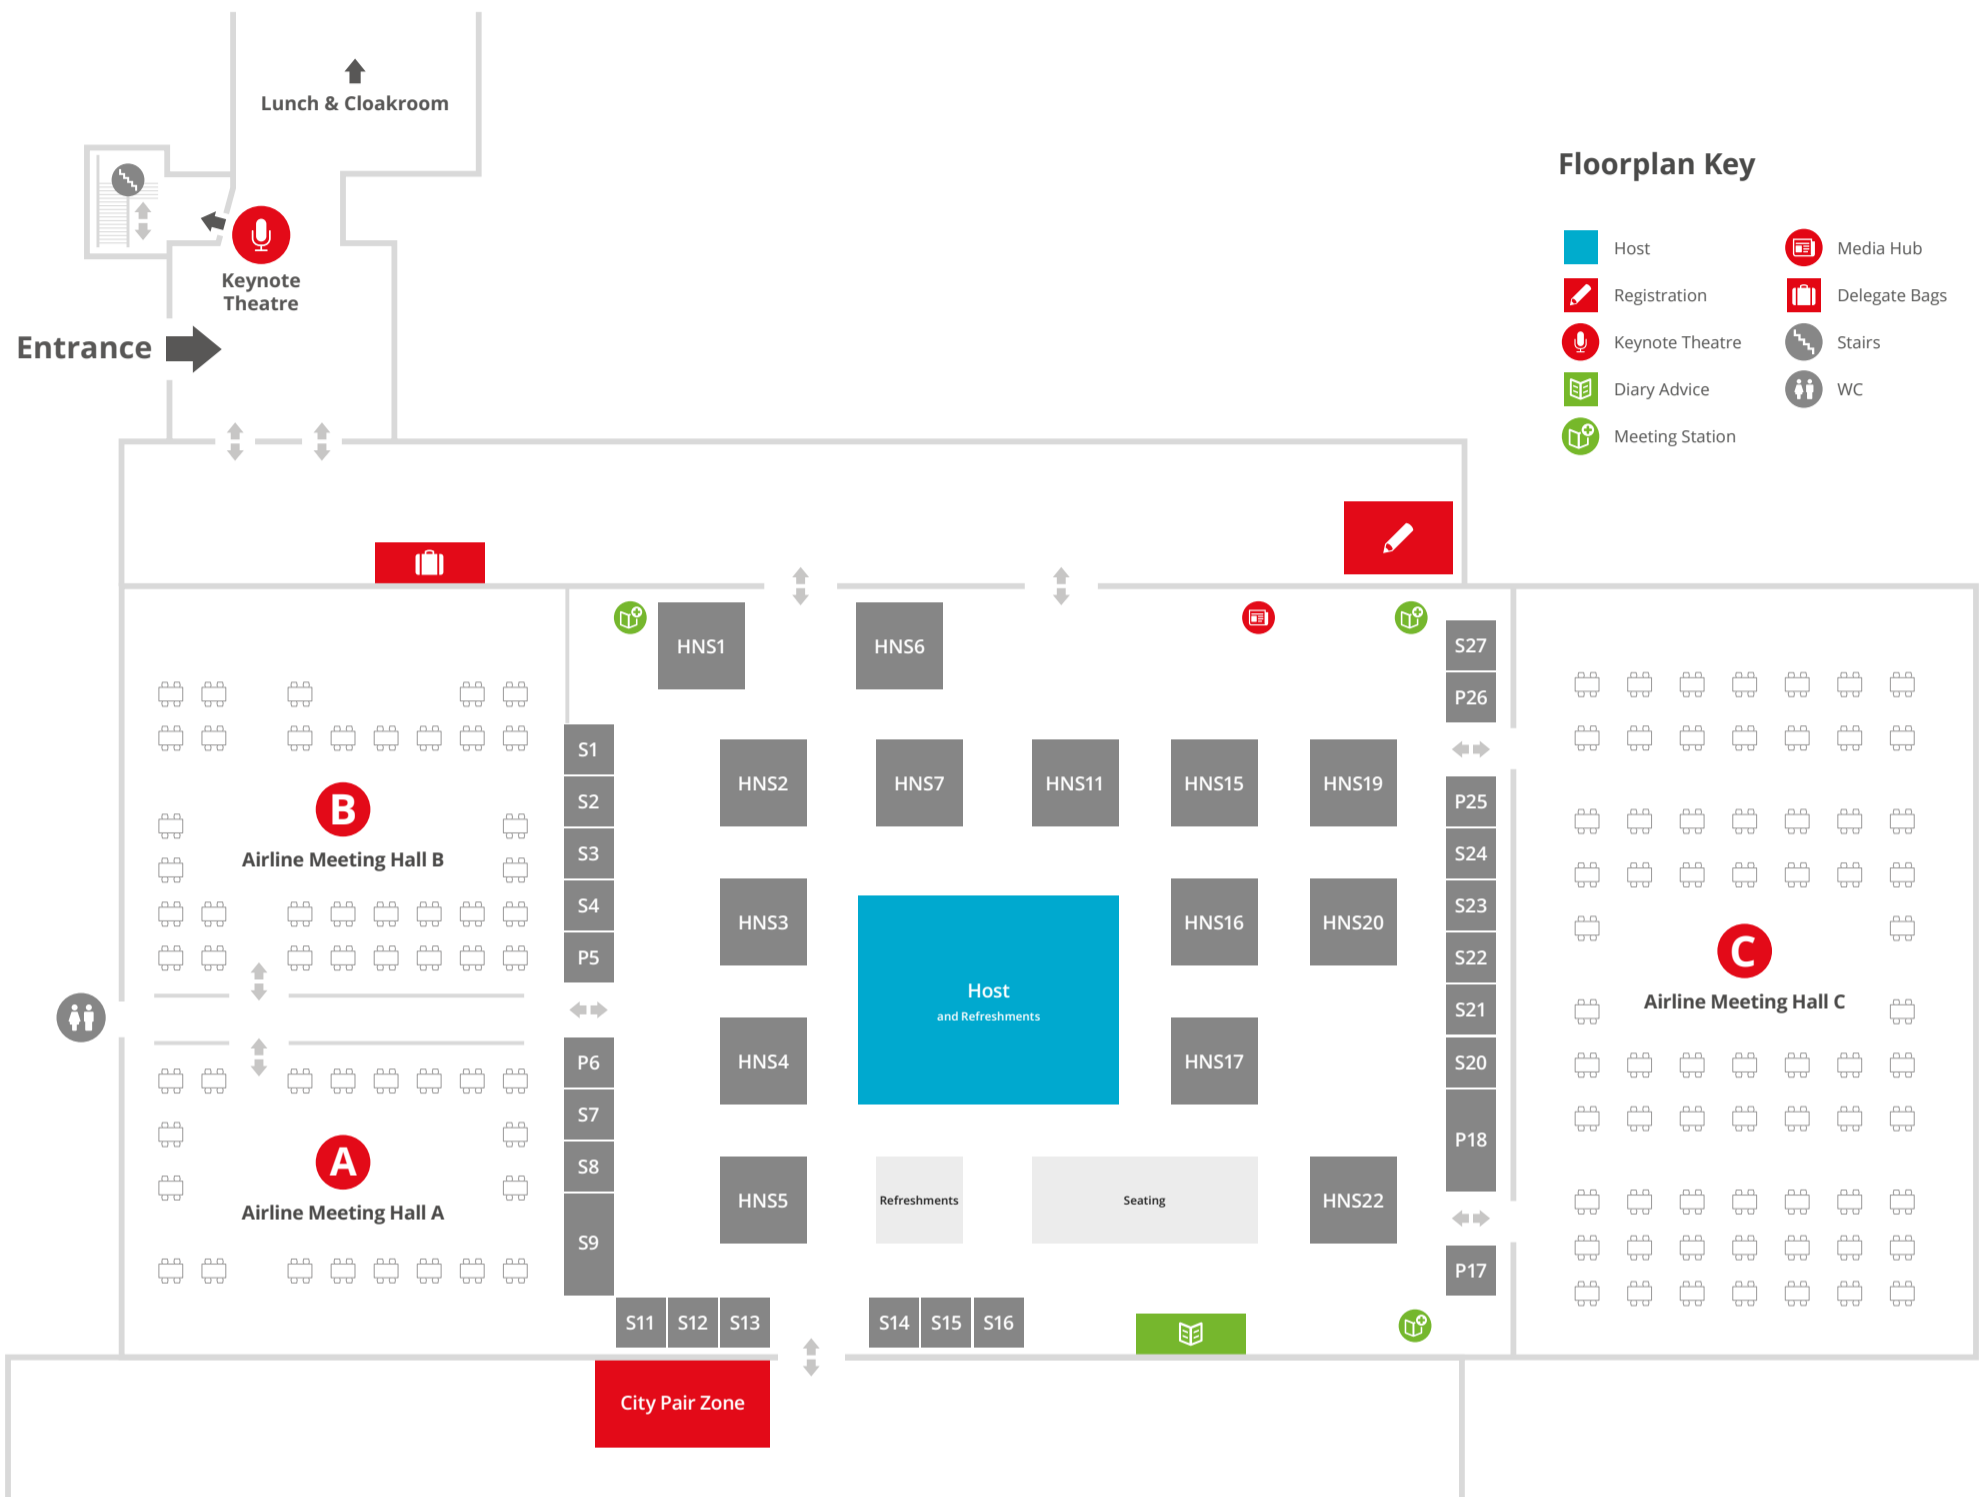 Lunch & Cloakroom
Keynote
Theatre
Entrance
Floorplan Key
Host
Registration
Keynote Theatre
Diary Advice
Meeting Station
Media Hub
Delegate Bags
Stairs
WC
HNS1
HNS6
S27
P26
S1
S2
S3
S4
P5
HNS2
HNS7
HNS11
HNS15
HNS19
P25
S24
S23
S22
S21
S20
P18
P17
B
Airline Meeting Hall B
HNS3
HNS16
HNS20
Host
and Refreshments
C
Airline Meeting Hall C
HNS4
HNS17
P6
S7
S8
S9
A
Airline Meeting Hall A
HNS5
Refreshments
Seating
HNS22
S11
S12
S13
S14
S15
S16
City Pair Zone